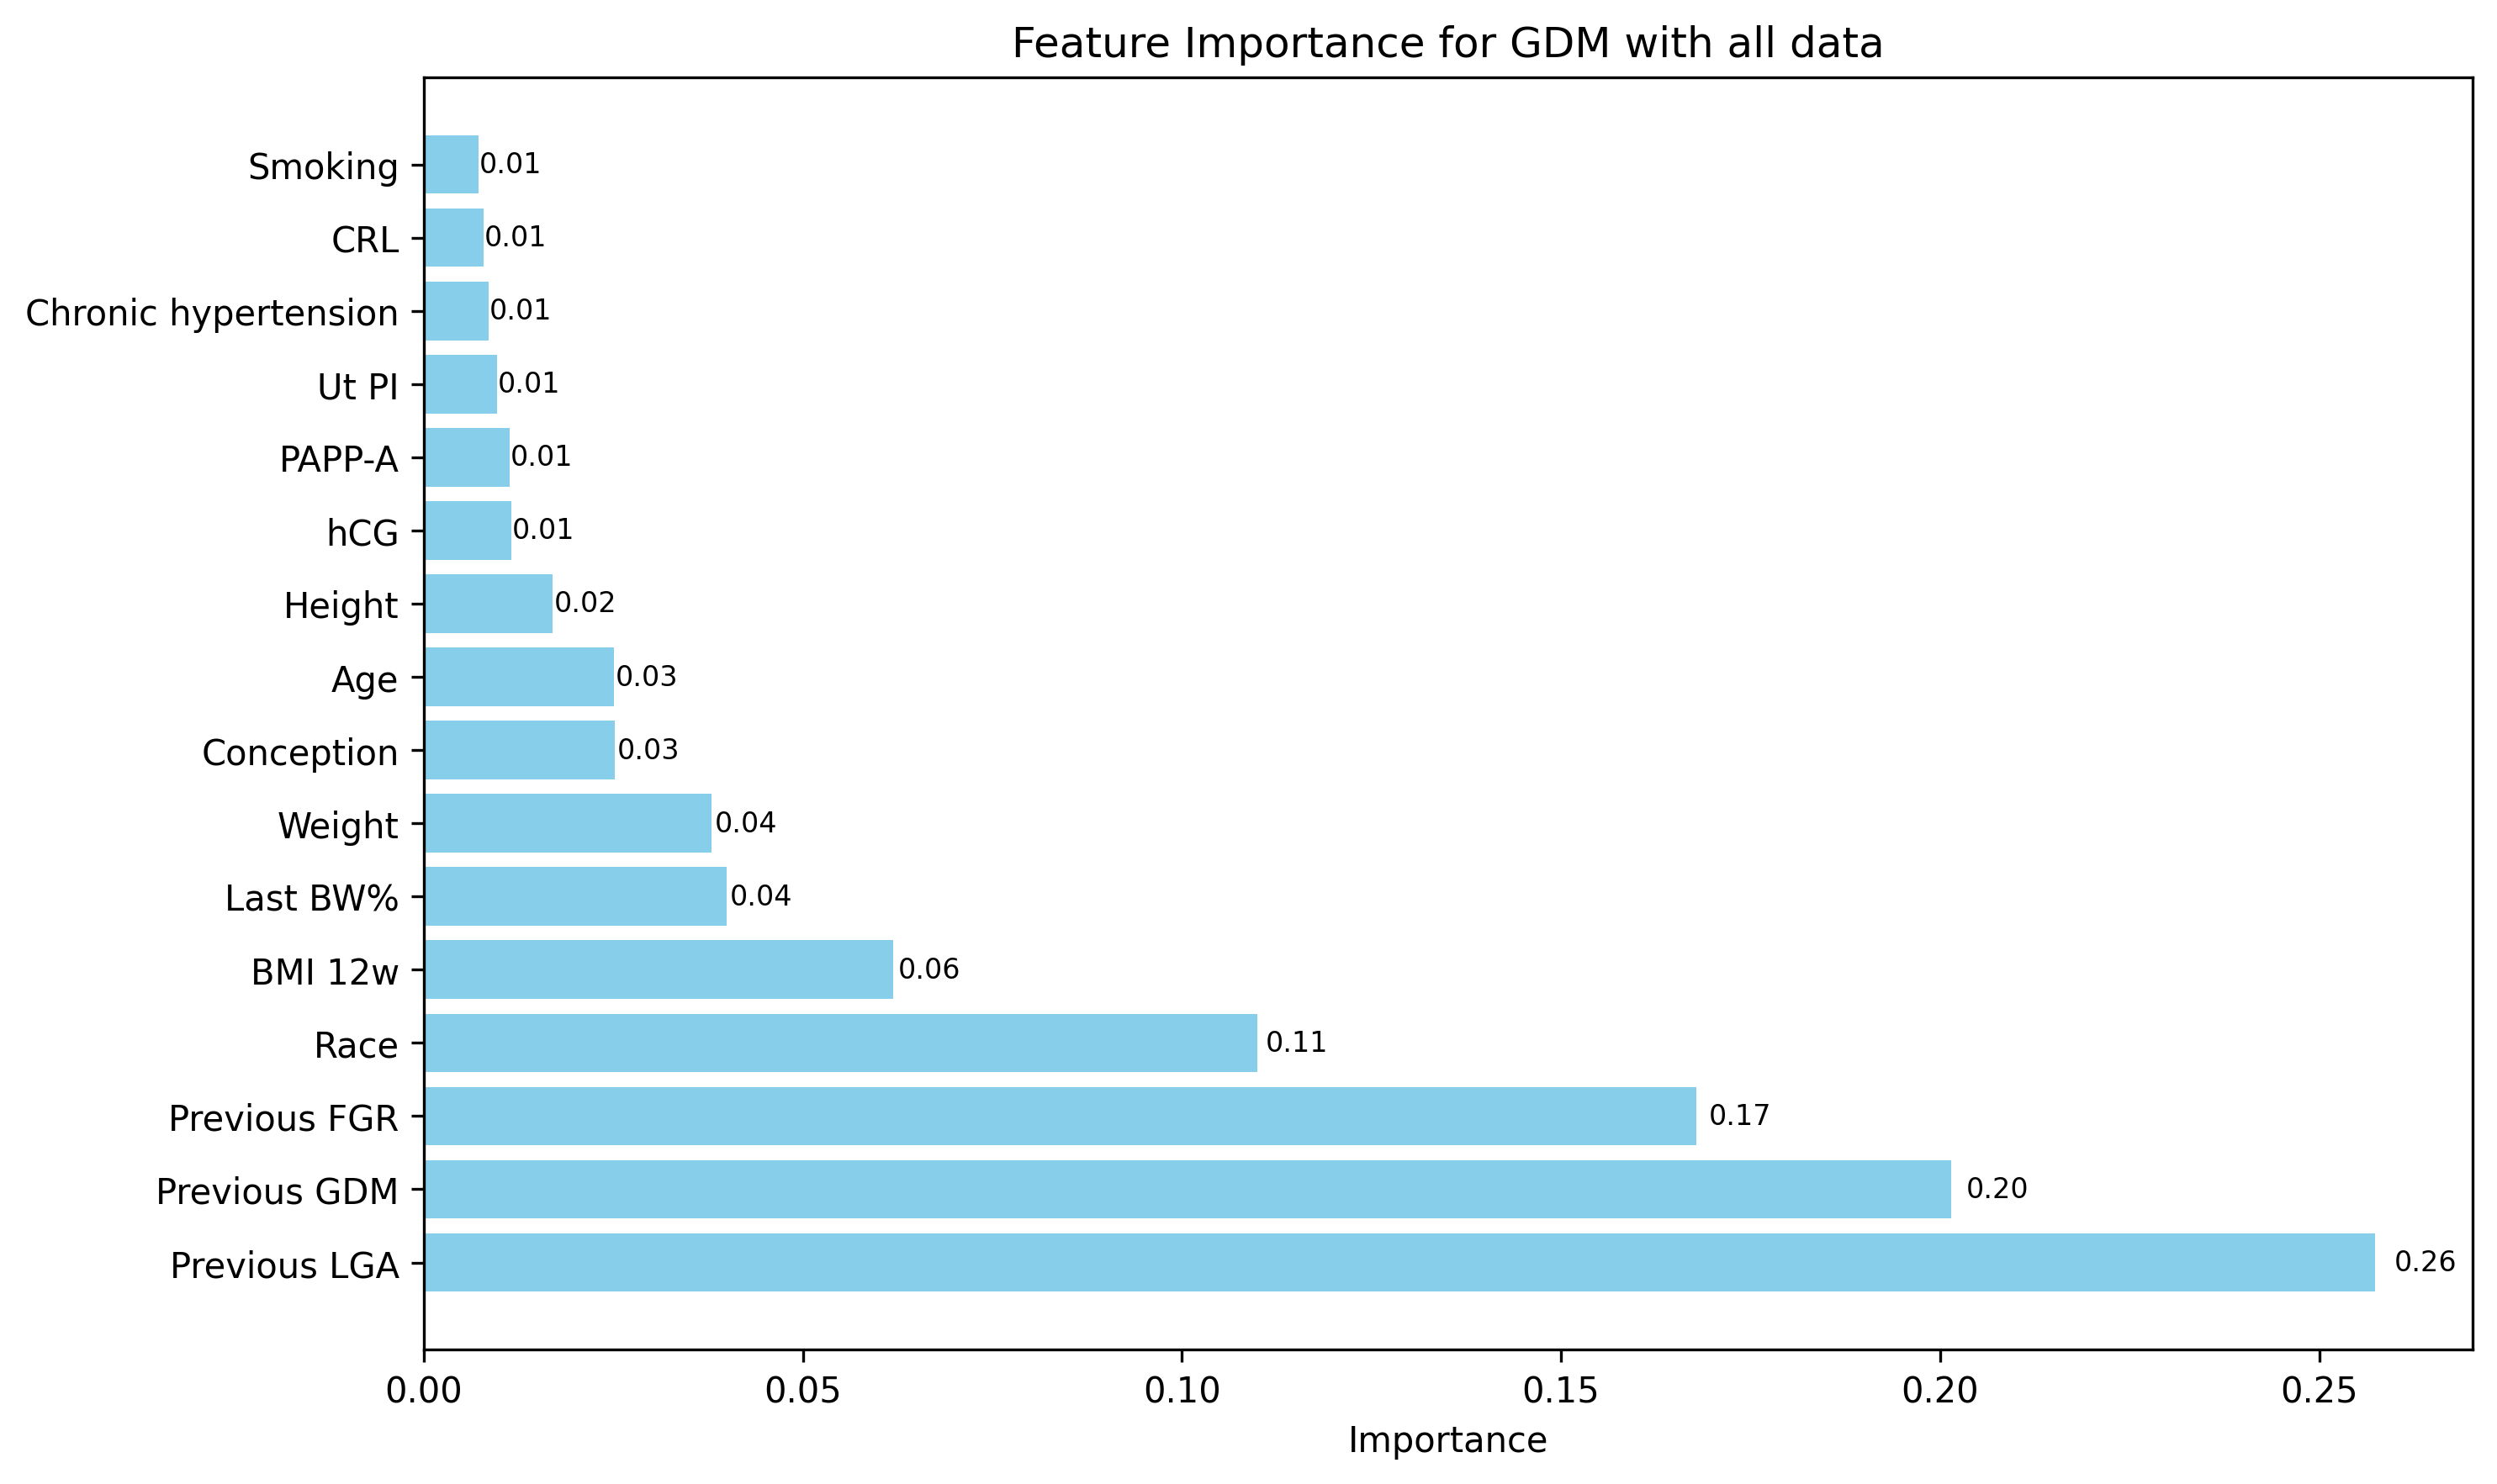 Feature Importance for GDM with all data
Smoking 0.01
CRL 0.01
Chronic hypertension 0.01
Ut PI 0.01
PAPP-A 0.01
hCG 0.01
Height 0.02
Age 0.03
Conception 0.03
Weight 0.04
Last BW% 0.04
BMI 12w 0.06
Race 0.11
Previous FGR 0.17
Previous GDM 0.20
Previous LGA 0.26
0.00 0.05 0.10 0.15 0.20 0.25
Importance